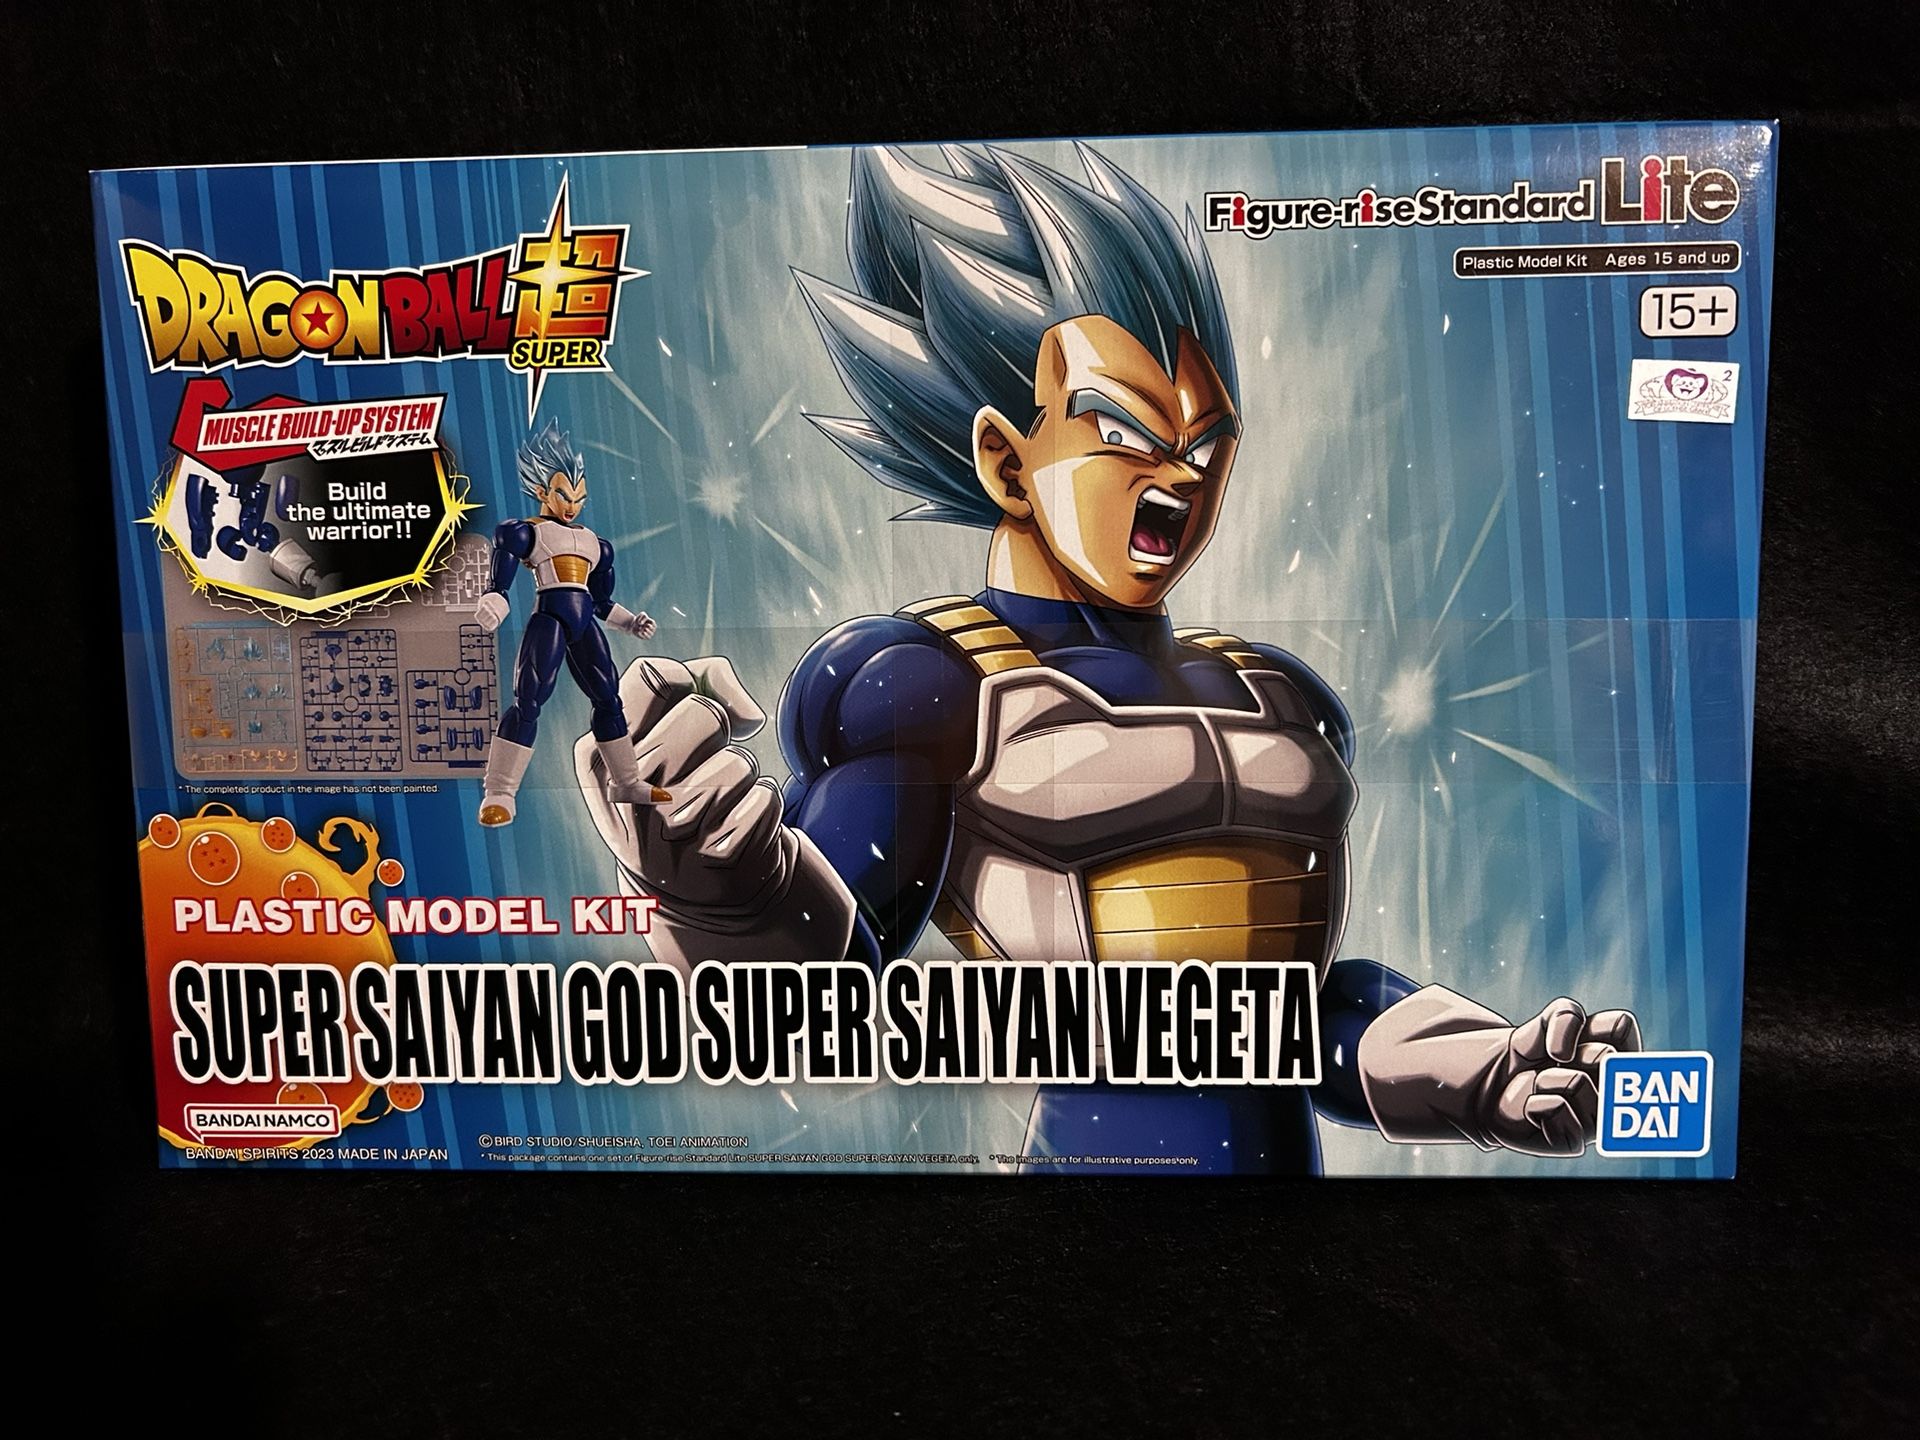 DRAGON BALL 超
SUPER
Figure-riseStandard Lite
Plastic Model Kit Ages 15 and up
15+
2
MUSCLE BUILD-UP SYSTEM
マッスルビルドシステム
Build
the ultimate
warrior!!
* The completed product in the image has not been painted.
PLASTIC MODEL KIT
SUPER SAIYAN GOD SUPER SAIYAN VEGETA
BANDAI NAMCO
BAN
DAI
©BIRD STUDIO/SHUEISHA, TOEI ANIMATION
BANDAI SPIRITS 2023 MADE IN JAPAN
* This package contains one set of Figure-rise Standard Lite SUPER SAIYAN GOD SUPER SAIYAN VEGETA only. * The images are for illustrative purposes only.